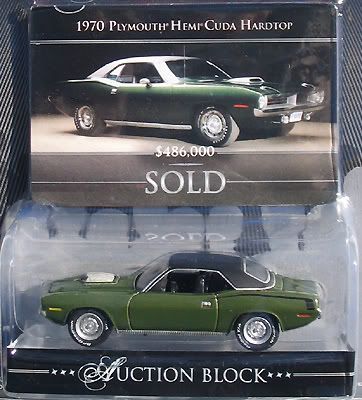 1970 PLYMOUTH® HEMI® CUDA HARDTOP
$486,000
SOLD
AUCTION BLOCK